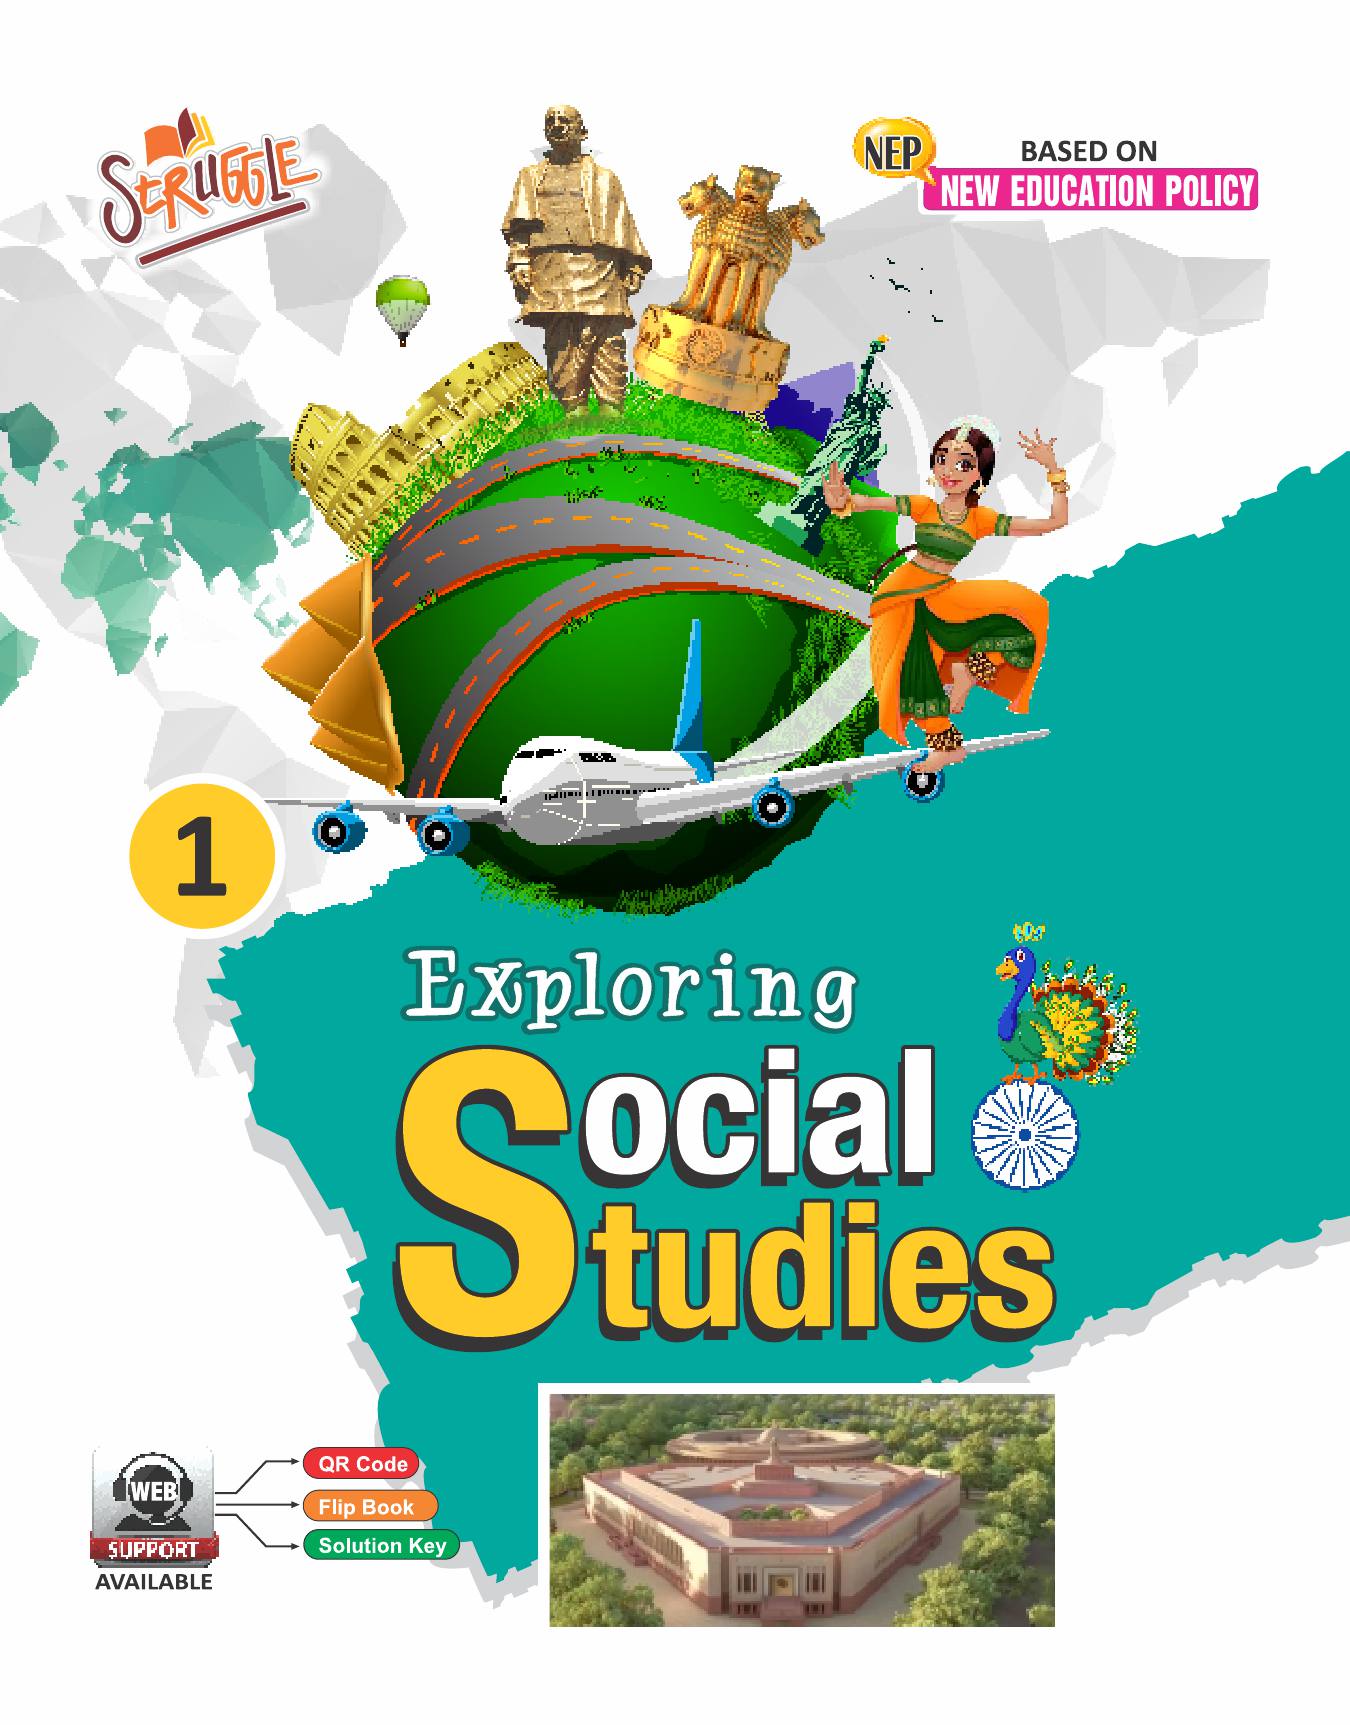 STRUGGLE
NEP
BASED ON
NEW EDUCATION POLICY
1
Exploring
Social
Studies
WEB
SUPPORT
AVAILABLE
QR Code
Flip Book
Solution Key